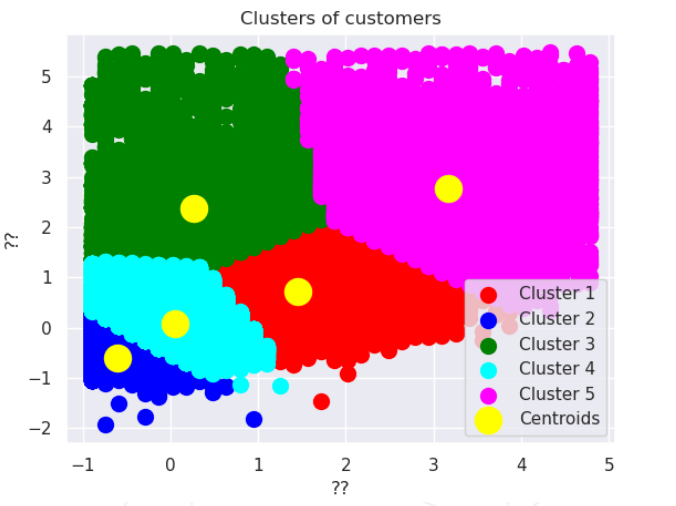 Clusters of customers
5
4
3
2
1
0
−1
−2
??
Cluster 1
Cluster 2
Cluster 3
Cluster 4
Cluster 5
Centroids
−1 0 1 2 3 4 5
??